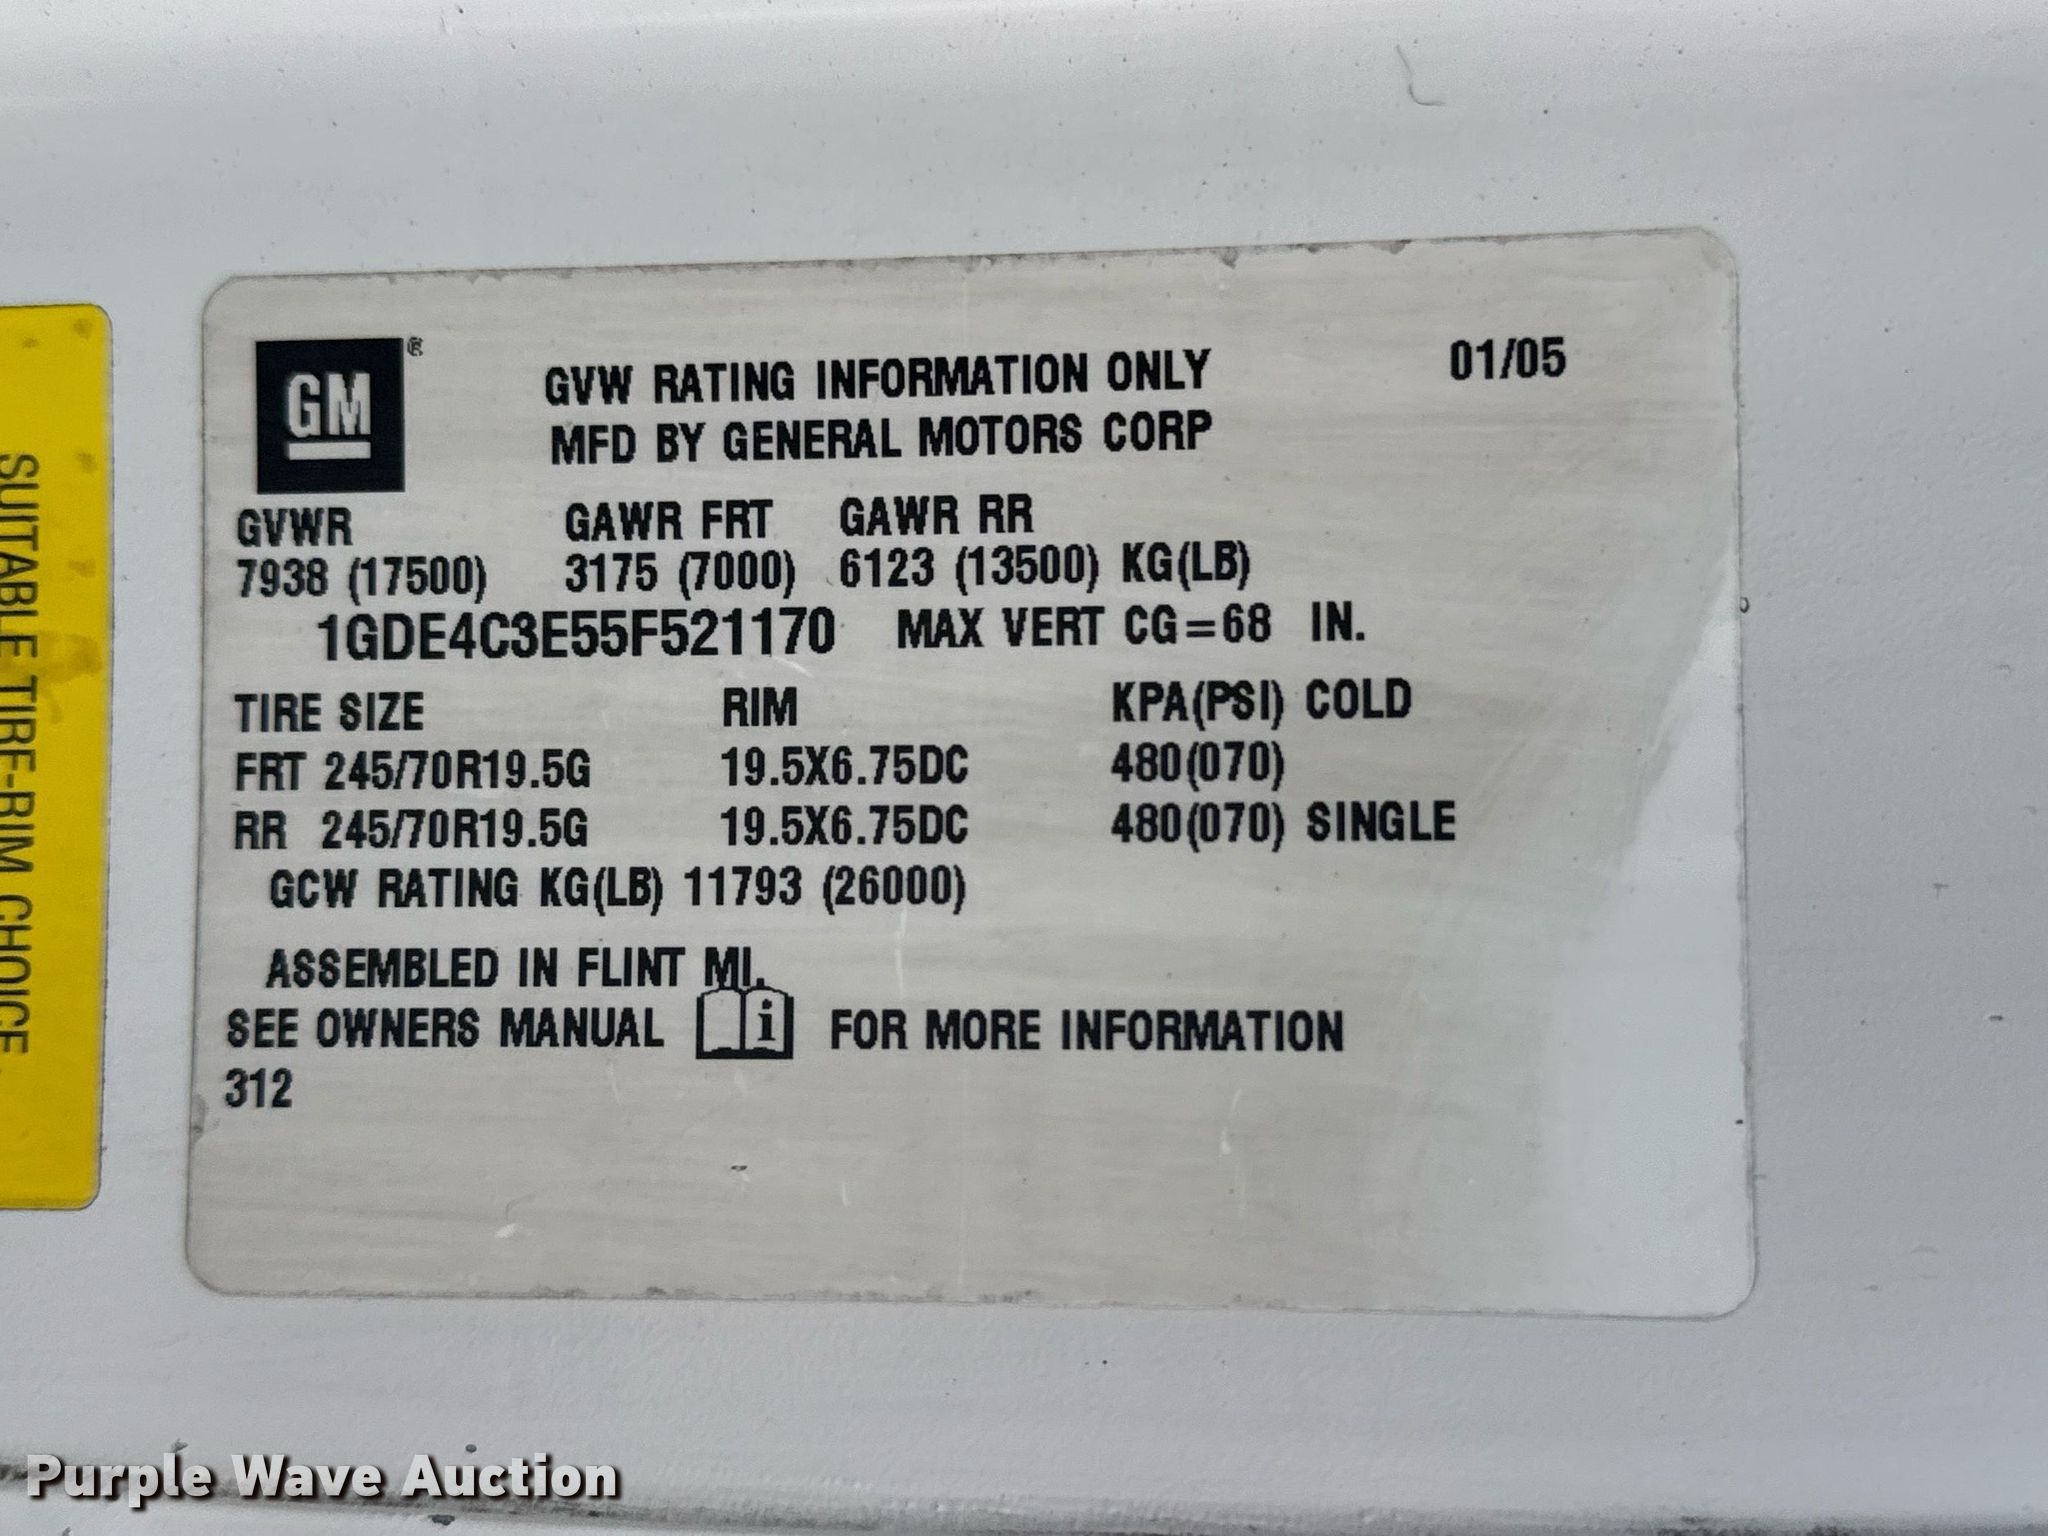 GM®
GVW RATING INFORMATION ONLY 01/05
MFD BY GENERAL MOTORS CORP
GVWR GAWR FRT GAWR RR
7938 (17500) 3175 (7000) 6123 (13500) KG(LB)
1GDE4C3E55F521170 MAX VERT CG=68 IN.
TIRE SIZE RIM KPA(PSI) COLD
FRT 245/70R19.5G 19.5X6.75DC 480(070)
RR 245/70R19.5G 19.5X6.75DC 480(070) SINGLE
GCW RATING KG(LB) 11793 (26000)
ASSEMBLED IN FLINT MI.
SEE OWNERS MANUAL i FOR MORE INFORMATION
312
SUITABLE TIRE-RIM CHOICE
Purple Wave Auction